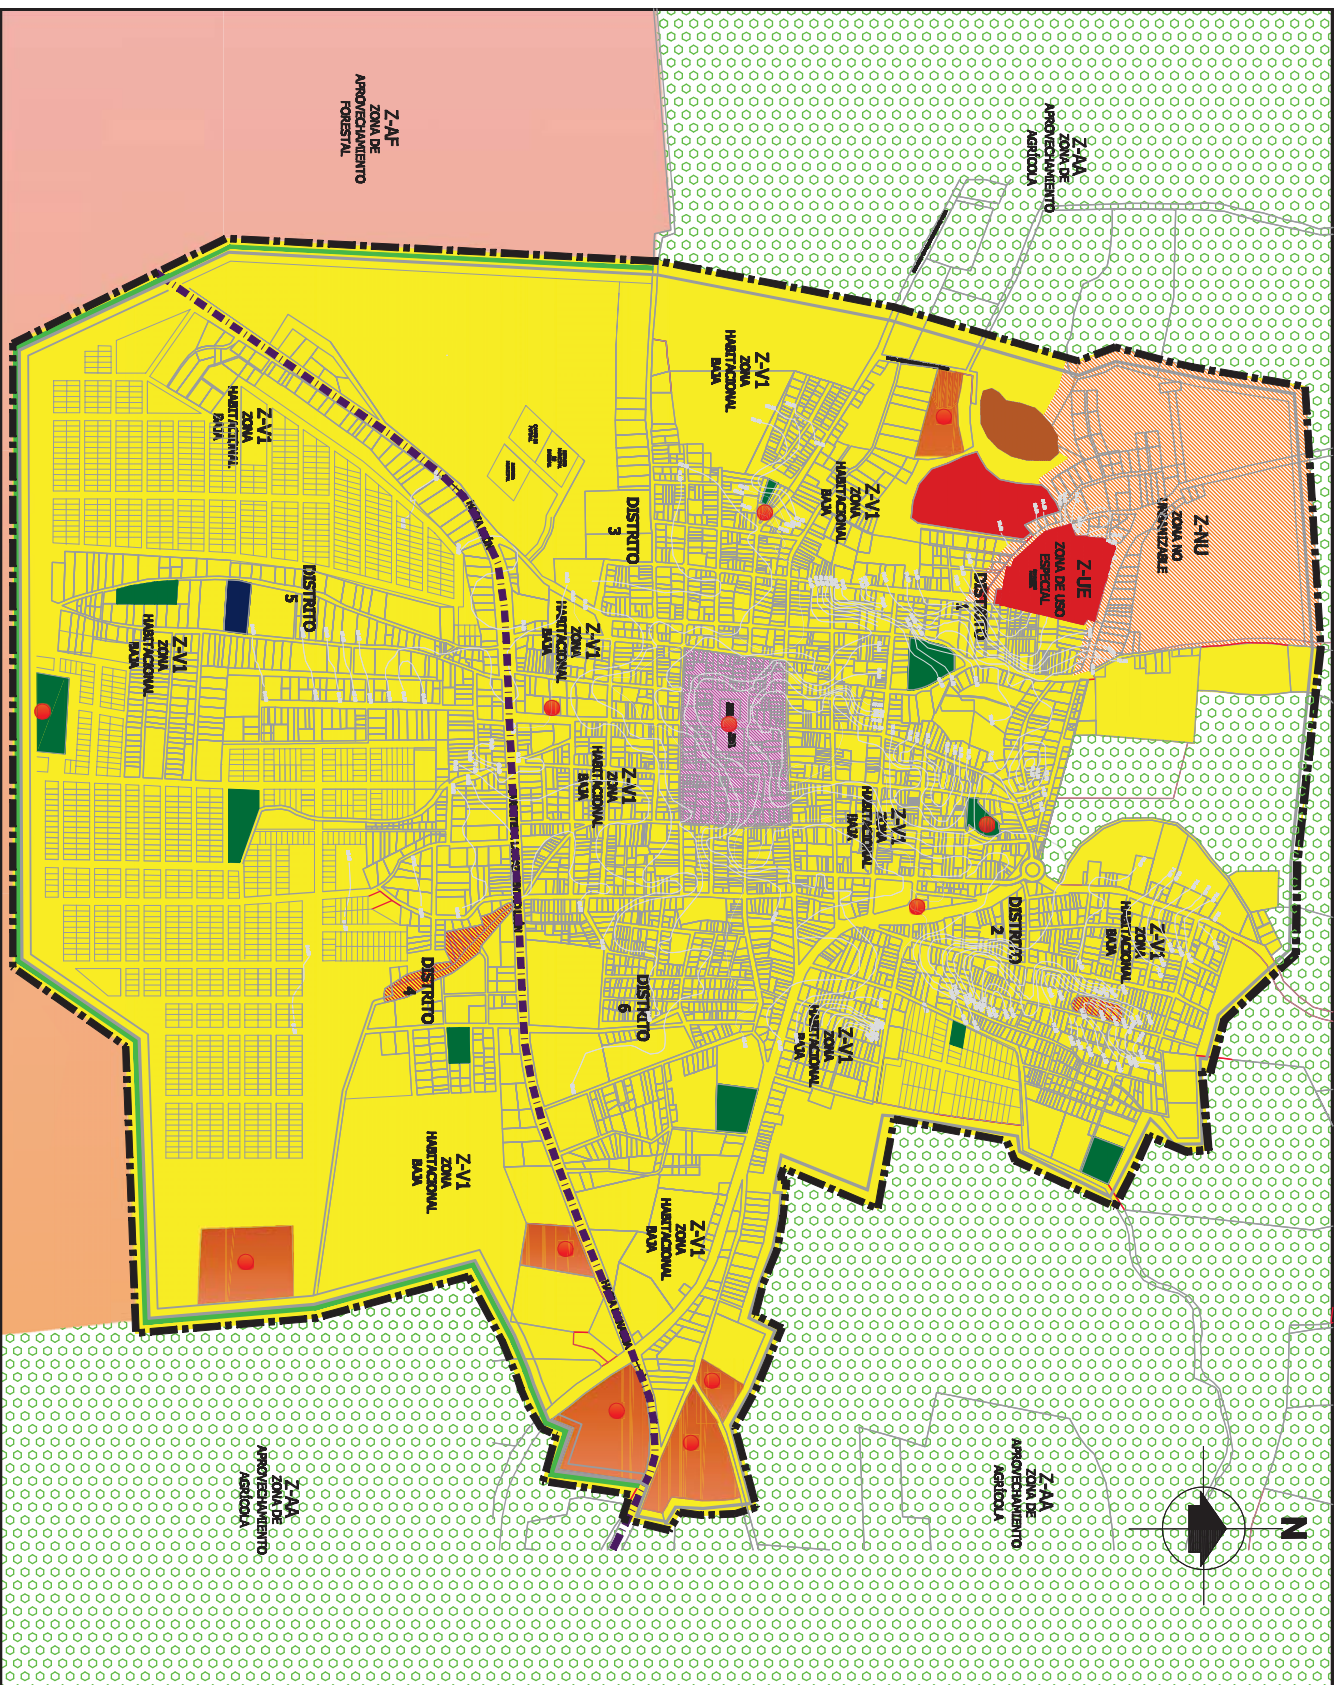 Z-AF
ZONA DE
APROVECHAMIENTO
FORESTAL
Z-AA
ZONA DE
APROVECHAMIENTO
AGRÍCOLA
Z-V1
ZONA
HABITACIONAL
BAJA
Z-V1
ZONA
HABITACIONAL
BAJA
Z-V1
ZONA
HABITACIONAL
BAJA
Z-NU
ZONA NO
URBANIZABLE
Z-UE
ZONA DE USO
ESPECIAL
DISTRITO
3
DISTRITO
1
DISTRITO
5
Z-V1
ZONA
HABITACIONAL
BAJA
Z-V1
ZONA
HABITACIONAL
BAJA
Z-V1
ZONA
HABITACIONAL
BAJA
Z-V1
ZONA
HABITACIONAL
BAJA
DISTRITO
2
Z-V1
ZONA
HABITACIONAL
BAJA
DISTRITO
4
DISTRITO
6
Z-V1
ZONA
HABITACIONAL
BAJA
Z-V1
ZONA
HABITACIONAL
BAJA
Z-V1
ZONA
HABITACIONAL
BAJA
Z-AA
ZONA DE
APROVECHAMIENTO
AGRÍCOLA
Z-AA
ZONA DE
APROVECHAMIENTO
AGRÍCOLA
N